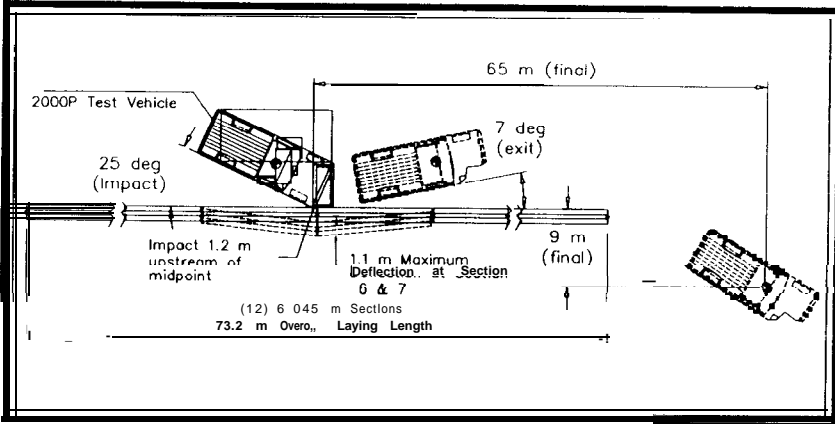 65 m (final)
2000P Test Vehicle
7 deg
(exit)
25 deg
(Impact)
Impact 1.2 m
upstream of
midpoint
1.1 m Maximum
Deflection at Section
6 & 7
9 m
(final)
(12) 6 045 m Sections
73.2 m Overo,, Laying Length